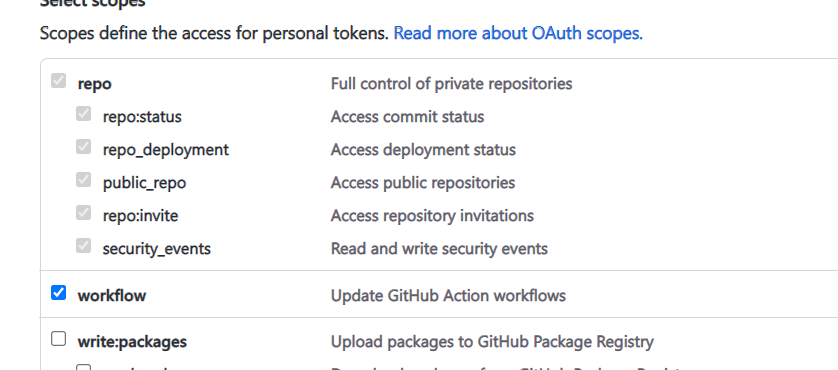 Select scopes
Scopes define the access for personal tokens. Read more about OAuth scopes.
repo Full control of private repositories
repo:status Access commit status
repo_deployment Access deployment status
public_repo Access public repositories
repo:invite Access repository invitations
security_events Read and write security events
workflow Update GitHub Action workflows
write:packages Upload packages to GitHub Package Registry